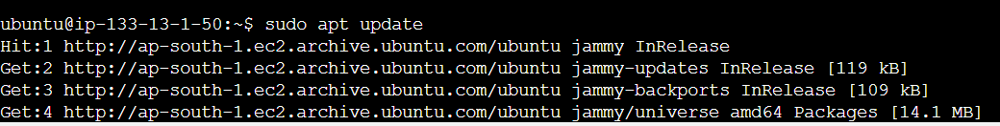 ubuntu@ip-133-13-1-50:~$ sudo apt update
Hit:1 http://ap-south-1.ec2.archive.ubuntu.com/ubuntu jammy InRelease
Get:2 http://ap-south-1.ec2.archive.ubuntu.com/ubuntu jammy-updates InRelease [119 kB]
Get:3 http://ap-south-1.ec2.archive.ubuntu.com/ubuntu jammy-backports InRelease [109 kB]
Get:4 http://ap-south-1.ec2.archive.ubuntu.com/ubuntu jammy/universe amd64 Packages [14.1 MB]